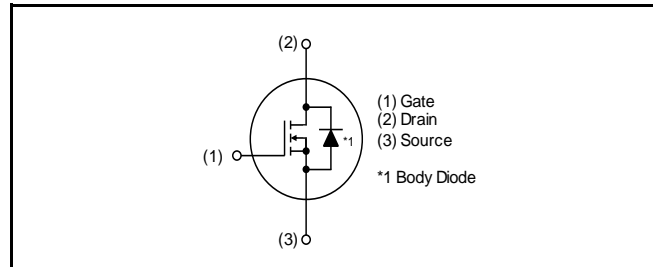 (2)
(1) Gate
(2) Drain
(3) Source
*1
(1)
*1 Body Diode
(3)